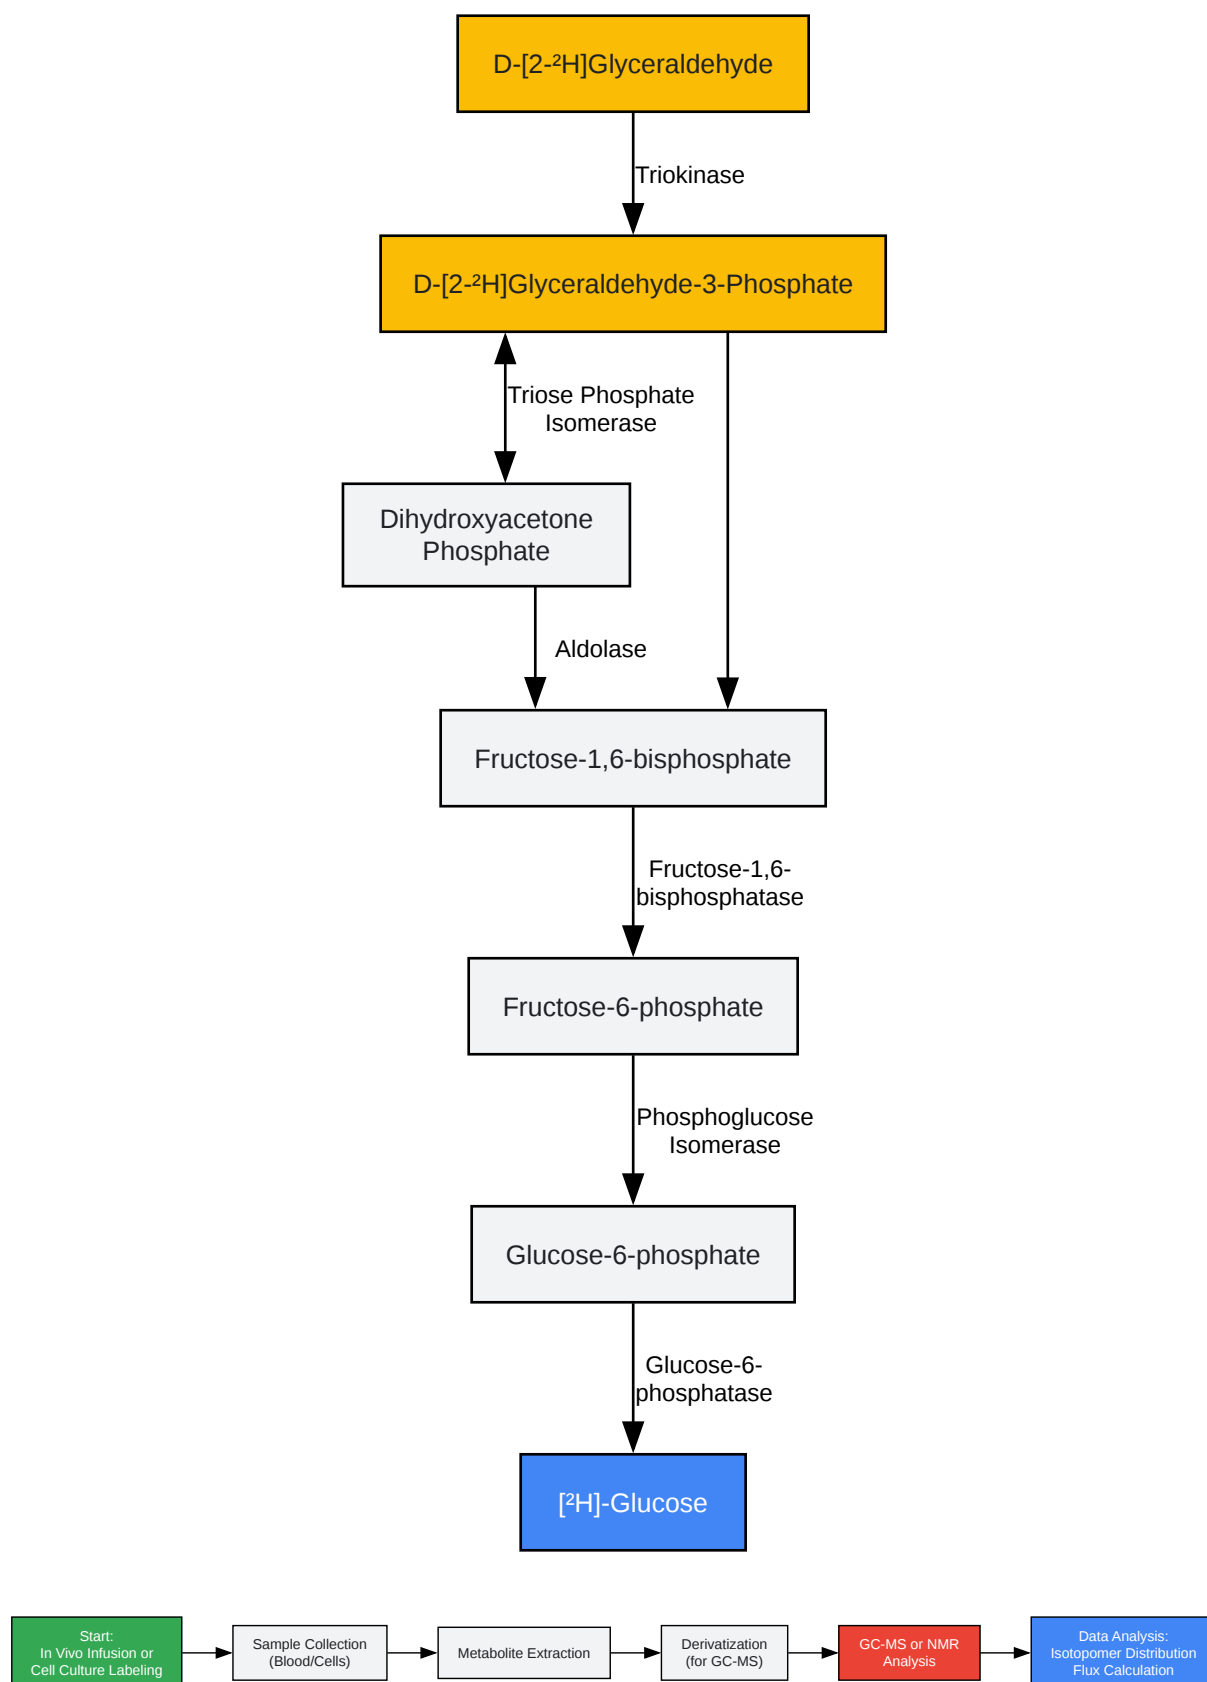 D-[2-²H]Glyceraldehyde
Triokinase
D-[2-²H]Glyceraldehyde-3-Phosphate
Triose Phosphate
Isomerase
Dihydroxyacetone
Phosphate
Aldolase
Fructose-1,6-bisphosphate
Fructose-1,6-
bisphosphatase
Fructose-6-phosphate
Phosphoglucose
Isomerase
Glucose-6-phosphate
Glucose-6-
phosphatase
[²H]-Glucose
Start:
In Vivo Infusion or
Cell Culture Labeling
Sample Collection
(Blood/Cells)
Metabolite Extraction
Derivatization
(for GC-MS)
GC-MS or NMR
Analysis
Data Analysis:
Isotopomer Distribution
Flux Calculation